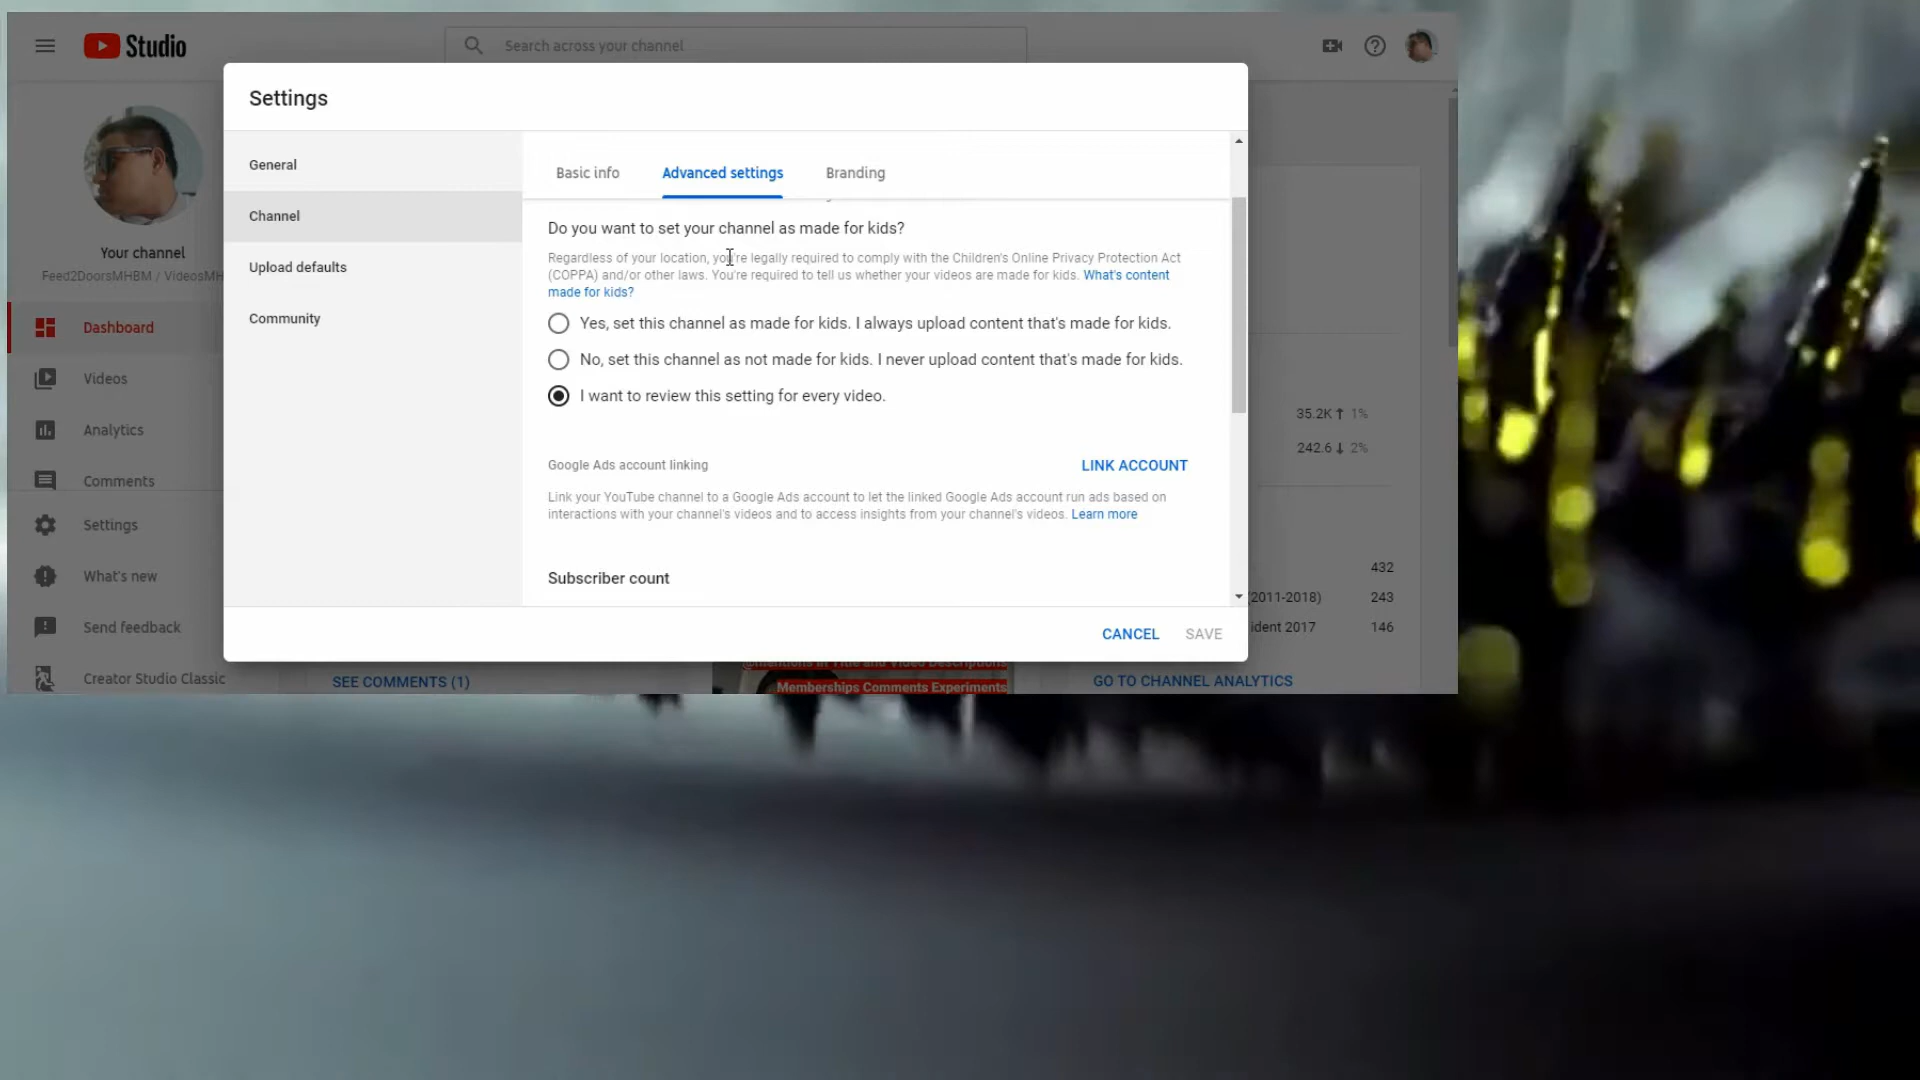 Studio
Search across your channel
Settings
General
Channel
Upload defaults
Community
Basic info
Advanced settings
Branding
Do you want to set your channel as made for kids?
Regardless of your location, you're legally required to comply with the Children's Online Privacy Protection Act
(COPPA) and/or other laws. You're required to tell us whether your videos are made for kids. What's content
made for kids?
Yes, set this channel as made for kids. I always upload content that's made for kids.
No, set this channel as not made for kids. I never upload content that's made for kids.
I want to review this setting for every video.
Google Ads account linking
LINK ACCOUNT
Link your YouTube channel to a Google Ads account to let the linked Google Ads account run ads based on
interactions with your channel's videos and to access insights from your channel's videos. Learn more
Subscriber count
CANCEL
SAVE
Your channel
Feed2DoorsMHBM / VideosMH
Dashboard
Videos
Analytics
Comments
Settings
What's new
Send feedback
Creator Studio Classic
SEE COMMENTS (1)
@mentions in Title and Video Descriptions
Memberships Comments Experiments
35.2K ↑ 1%
242.6 ↓ 2%
432
(2011-2018) 243
ident 2017 146
GO TO CHANNEL ANALYTICS